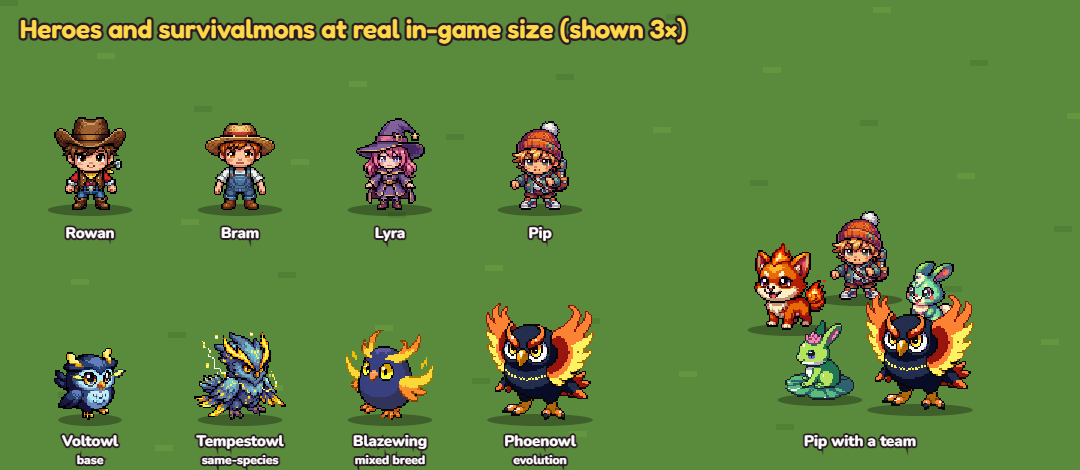 Heroes and survivalmons at real in-game size (shown 3×)
Rowan
Bram
Lyra
Pip
Voltowl
base
Tempestowl
same-species
Blazewing
mixed breed
Phoenowl
evolution
Pip with a team